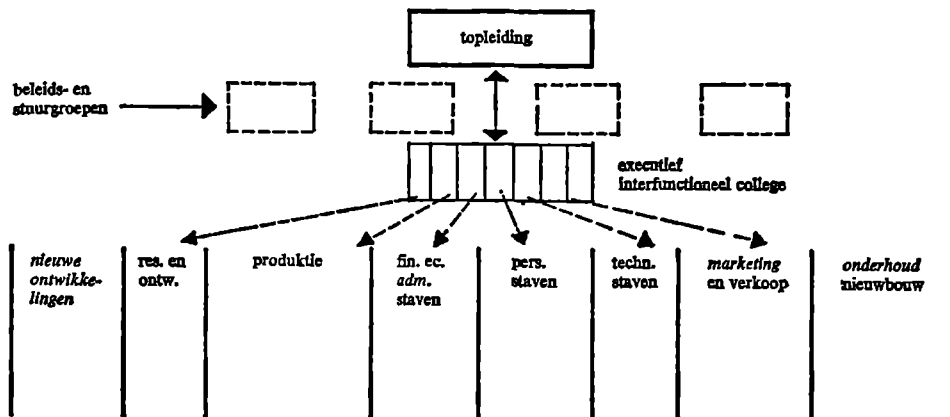 topleiding
beleids- en
stuurgroepen
executief
interfunctioneel college
nieuwe
ontwikke-
lingen
res. en
ontw.
produktie
fin. ec.
adm.
staven
pers.
staven
techn.
staven
marketing
en verkoop
onderhoud
nieuwbouw